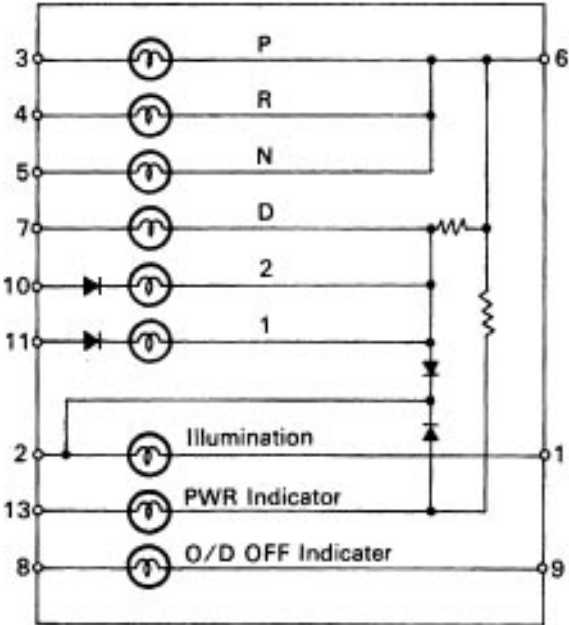 3 P 6
4 R
5 N
7 D
10 2
11 1
2 Illumination 1
13 PWR Indicator
8 O/D OFF Indicater 9